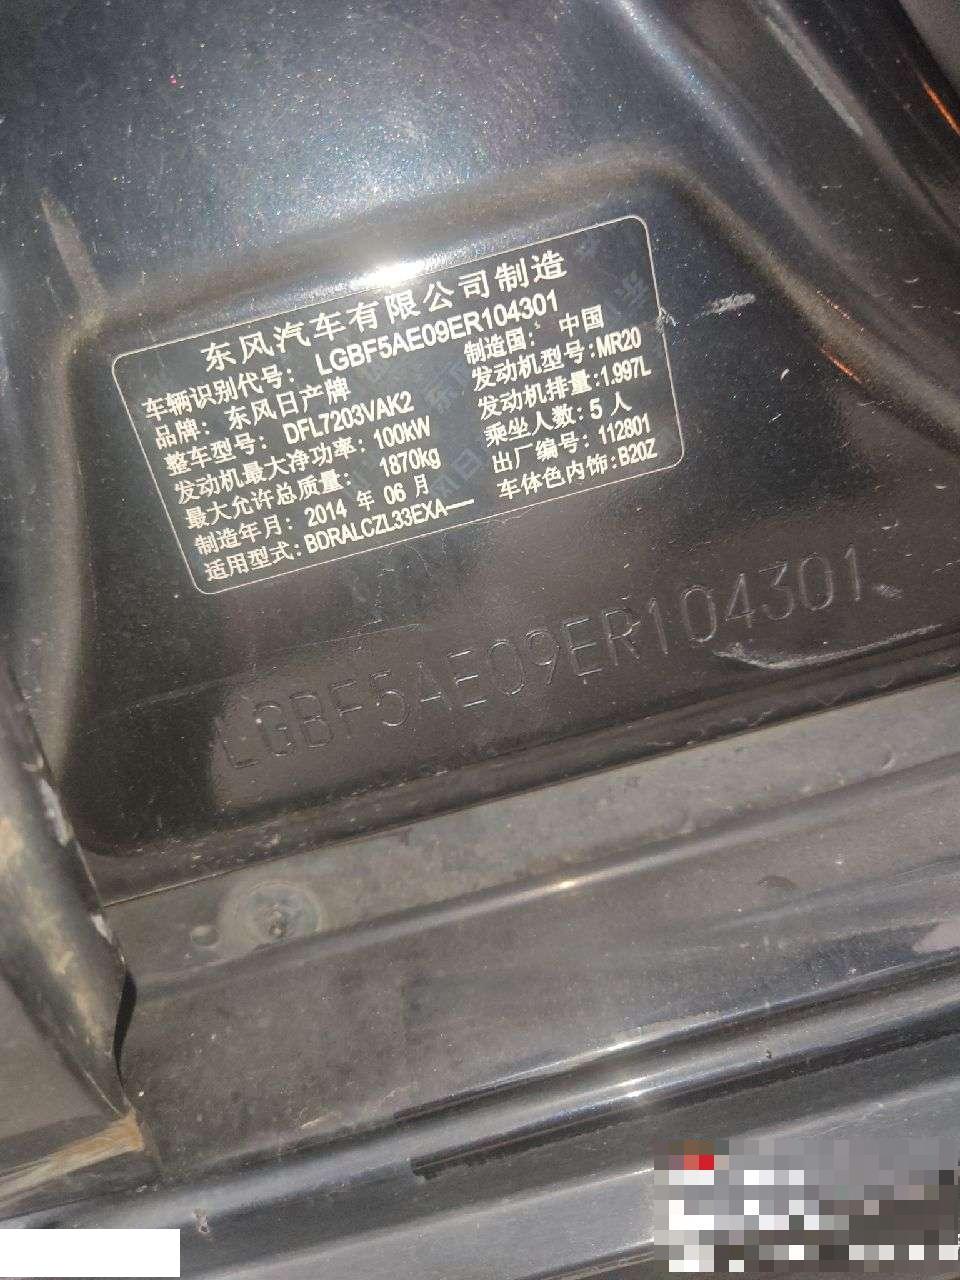 东风汽车有限公司制造
车辆识别代号: LGBF5AE09ER104301
品牌: 东风日产牌 制造国: 中国
整车型号: DFL7203VAK2 发动机型号: MR20
发动机最大净功率: 100kW 发动机排量: 1.997L
最大允许总质量: 1870kg 乘坐人数: 5 人
制造年月: 2014 年 06 月 出厂编号: 112801
适用型式: BDRALCZL33EXA— 车体色内饰: B20Z
LGBF5AE09ER104301